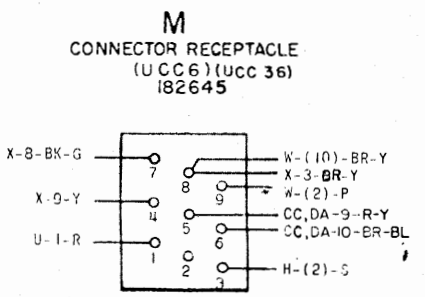 M
CONNECTOR RECEPTACLE
(UCC6)(UCC 36)
182645
X-8-BK-G
7
8
W-(10)-BR-Y
X-3-BR-Y
9
W-(2)-P
X-9-Y
4
5
CC,DA-9-R-Y
6
CC,DA-10-BR-BL
U-1-R
1
2
3
H-(2)-S